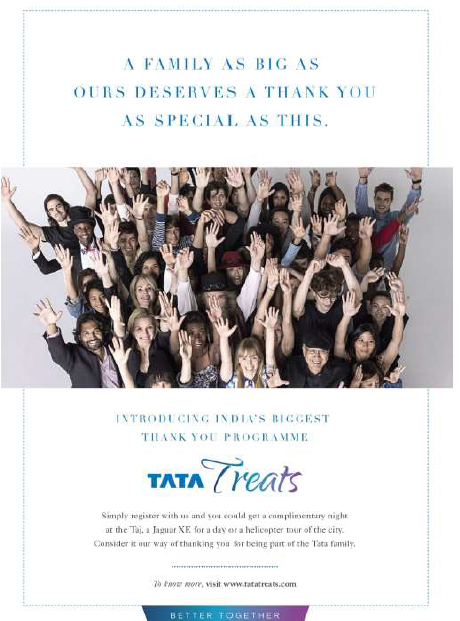 A FAMILY AS BIG AS
OURS DESERVES A THANK YOU
AS SPECIAL AS THIS.
INTRODUCING INDIA'S BIGGEST
THANK YOU PROGRAMME
TATA Treats
Simply register with us and you could get a complimentary night
at the Taj, a Jaguar XE for a day or a helicopter tour of the city.
Consider it our way of thanking you for being part of the Tata family.
To know more, visit www.tatatreats.com
BETTER TOGETHER